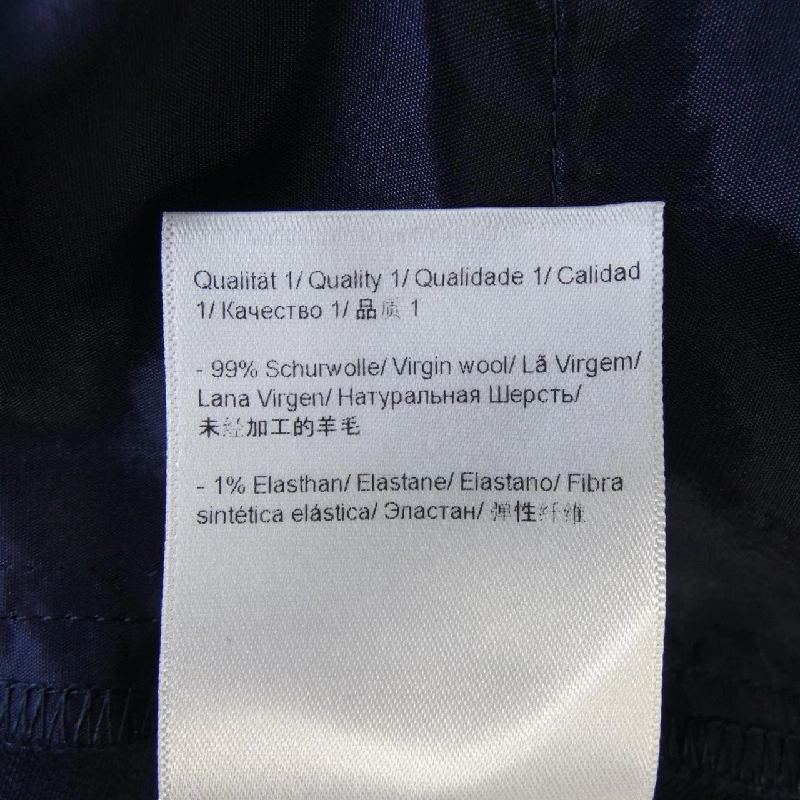 Qualität 1/ Quality 1/ Qualidade 1/ Calidad
1/ Качество 1/ 品质 1
- 99% Schurwolle/ Virgin wool/ Lã Virgem/
Lana Virgen/ Натуральная Шерсть/
未经加工的羊毛
- 1% Elasthan/ Elastane/ Elastano/ Fibra
sintética elástica/ Эластан/ 弹性纤维